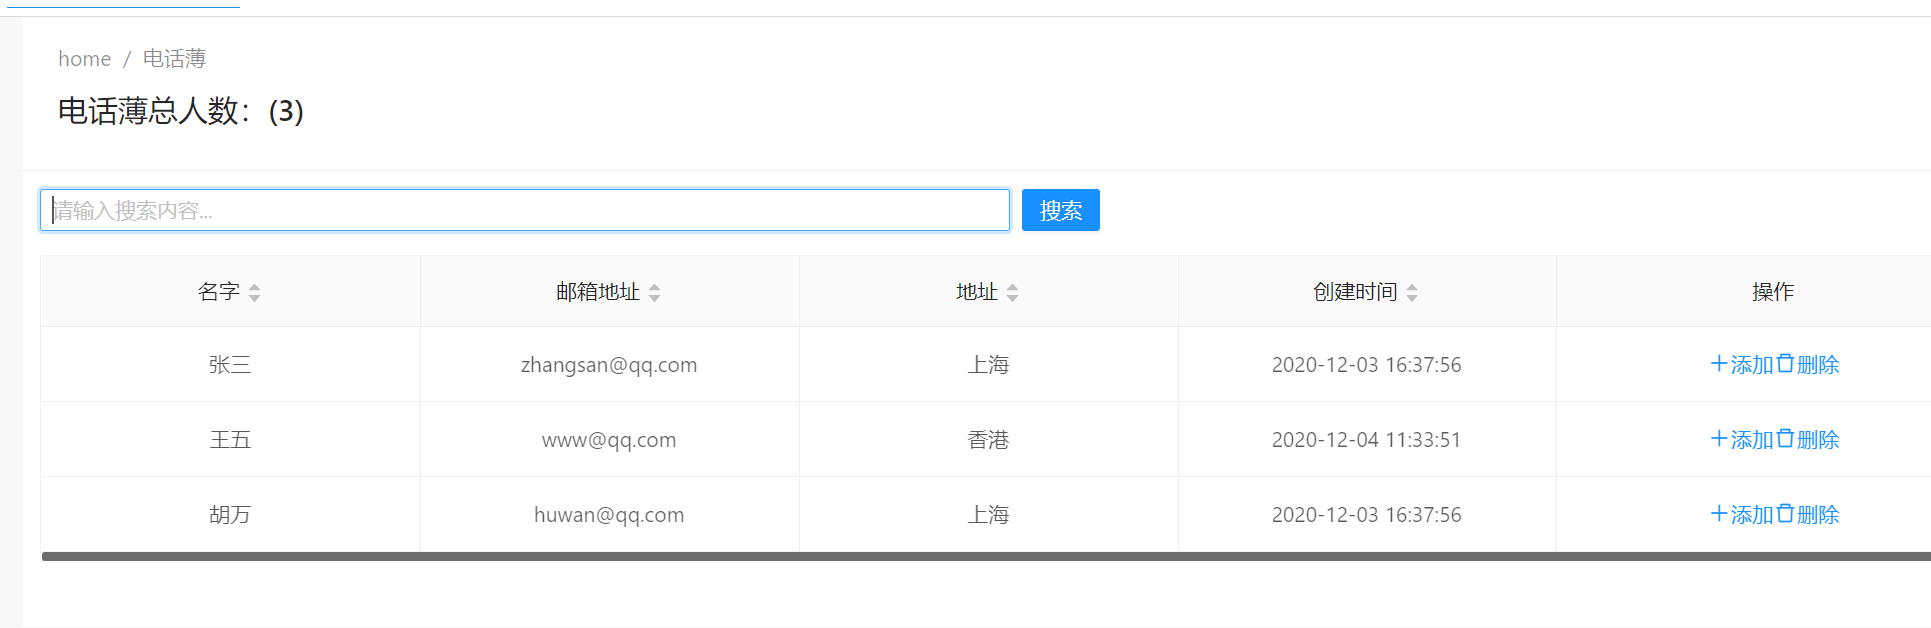 home / 电话薄
电话薄总人数：(3)
请输入搜索内容... 搜索
名字 邮箱地址 地址 创建时间 操作
张三 zhangsan@qq.com 上海 2020-12-03 16:37:56 添加 删除
王五 www@qq.com 香港 2020-12-04 11:33:51 添加 删除
胡万 huwan@qq.com 上海 2020-12-03 16:37:56 添加 删除